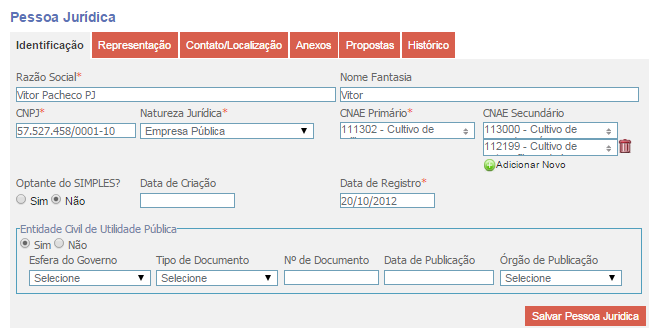 Pessoa Jurídica
Identificação Representação Contato/Localização Anexos Propostas Histórico
Razão Social* Nome Fantasia
Vitor Pacheco PJ Vitor
CNPJ* Natureza Jurídica* CNAE Primário* CNAE Secundário
57.527.458/0001-10 Empresa Pública 111302 - Cultivo de 113000 - Cultivo de
112199 - Cultivo de
Adicionar Novo
Optante do SIMPLES? Data de Criação Data de Registro*
Sim Não 20/10/2012
Entidade Civil de Utilidade Pública
Sim Não
Esfera do Governo Tipo de Documento Nº de Documento Data de Publicação Órgão de Publicação
Selecione Selecione Selecione
Salvar Pessoa Juridica